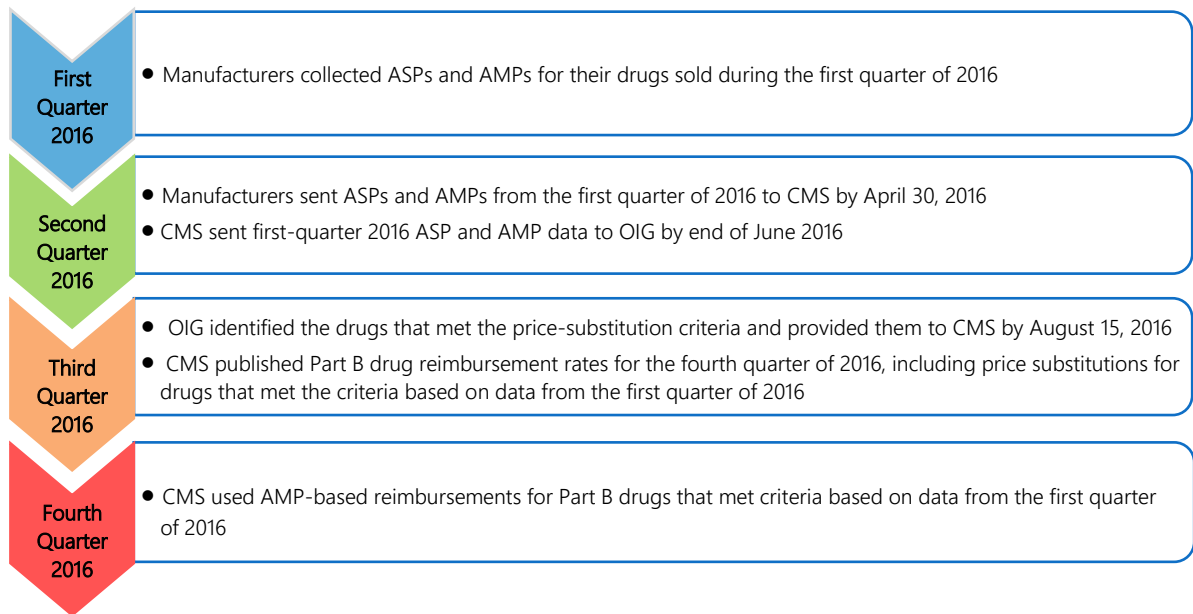 First
Quarter
2016
● Manufacturers collected ASPs and AMPs for their drugs sold during the first quarter of 2016
Second
Quarter
2016
● Manufacturers sent ASPs and AMPs from the first quarter of 2016 to CMS by April 30, 2016
● CMS sent first-quarter 2016 ASP and AMP data to OIG by end of June 2016
Third
Quarter
2016
● OIG identified the drugs that met the price-substitution criteria and provided them to CMS by August 15, 2016
● CMS published Part B drug reimbursement rates for the fourth quarter of 2016, including price substitutions for
drugs that met the criteria based on data from the first quarter of 2016
Fourth
Quarter
2016
● CMS used AMP-based reimbursements for Part B drugs that met criteria based on data from the first quarter
of 2016